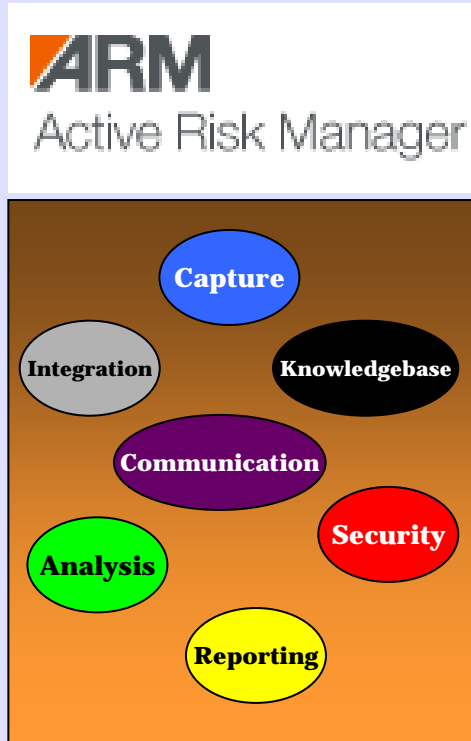 ARM
Active Risk Manager
Capture
Integration
Knowledgebase
Communication
Security
Analysis
Reporting